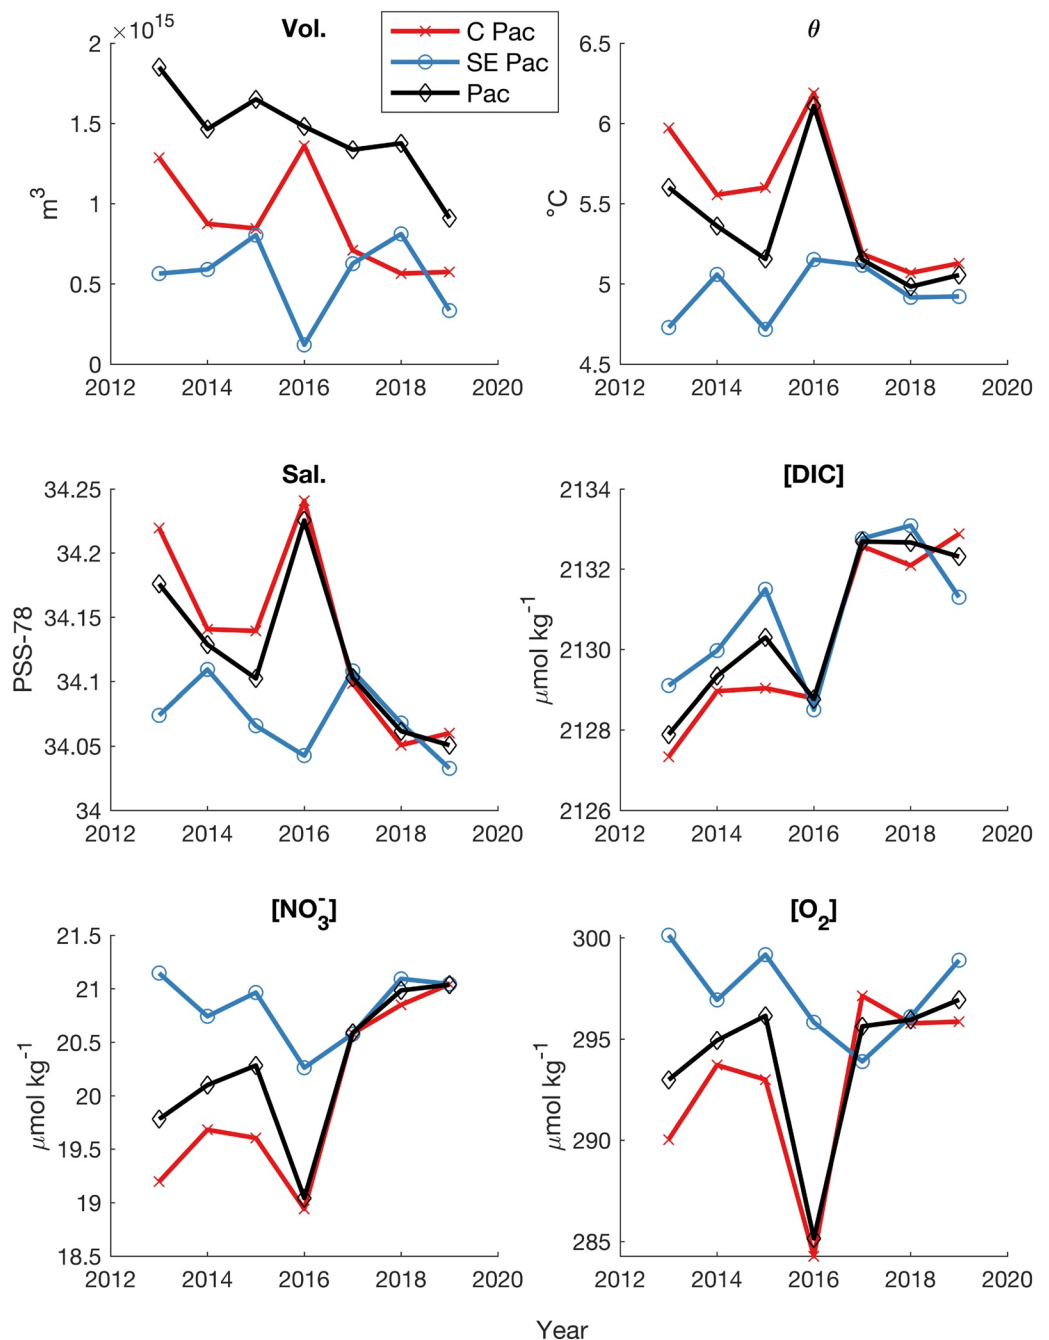 ×10^15
Vol.
C Pac
SE Pac
Pac
2
1.5
1
0.5
0
m^3
2012 2014 2016 2018 2020
θ
6.5
6
5.5
5
4.5
°C
2012 2014 2016 2018 2020
Sal.
34.25
34.2
34.15
34.1
34.05
34
PSS-78
2012 2014 2016 2018 2020
[DIC]
2134
2132
2130
2128
2126
μmol kg^-1
2012 2014 2016 2018 2020
[NO3^-]
21.5
21
20.5
20
19.5
19
18.5
μmol kg^-1
2012 2014 2016 2018 2020
[O2]
300
295
290
285
μmol kg^-1
2012 2014 2016 2018 2020
Year